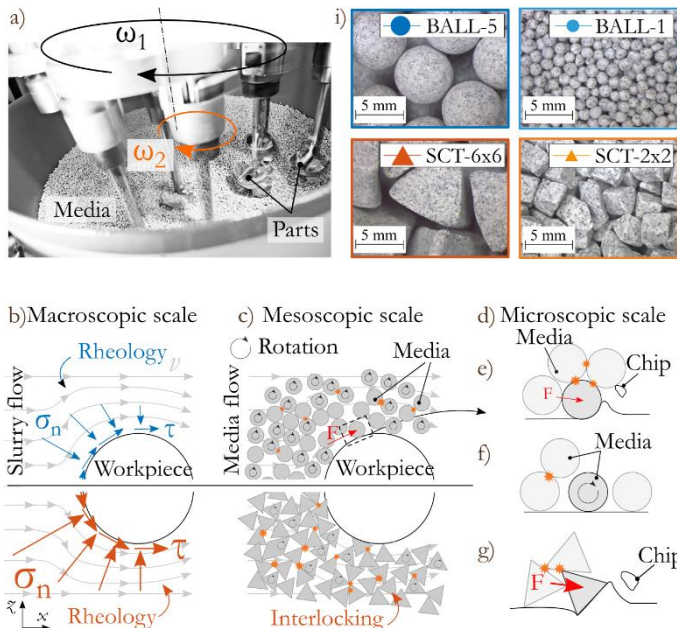 a)
ω1
ω2
Media
Parts
i)
BALL-5
5 mm
BALL-1
5 mm
SCT-6x6
5 mm
SCT-2x2
5 mm
b) Macroscopic scale
Slurry flow
Rheology
v
σn
τ
Workpiece
σn
τ
Rheology
z
x
c) Mesoscopic scale
Rotation
Media
Media flow
F
Workpiece
Interlocking
d) Microscopic scale
Media
e)
Chip
F
f)
Media
g)
Chip
F